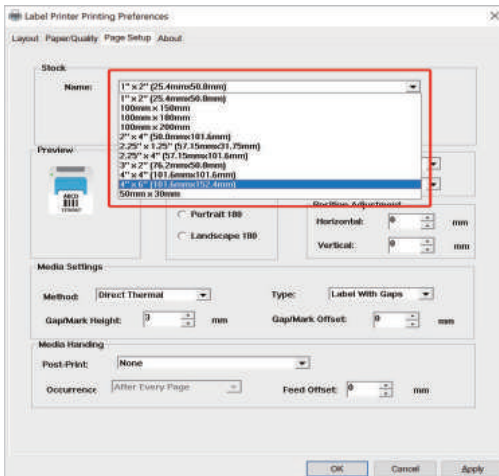 Label Printer Printing Preferences
Layout Paper/Quality Page Setup About
Stock
Name:
1" x 2" (25.4mmx50.8mm)
1" x 2" (25.4mmx50.8mm)
100mm x 150mm
100mm x 180mm
100mm x 200mm
2" x 4" (50.8mmx101.6mm)
2.25" x 1.25" (57.15mmx31.75mm)
2.25" x 4" (57.15mmx101.6mm)
3" x 2" (76.2mmx50.8mm)
4" x 4" (101.6mmx101.6mm)
4" x 6" (101.6mmx152.4mm)
50mm x 30mm
Preview
ABCD
Portrait 180
Landscape 180
Position Adjustment
Horizontal: 0 mm
Vertical: 0 mm
Media Settings
Method: Direct Thermal Type: Label With Gaps
Gap/Mark Height: 3 mm Gap/Mark Offset: 0 mm
Media Handing
Post-Print: None
Occurrence After Every Page Feed Offset: 0 mm
OK Cancel Apply